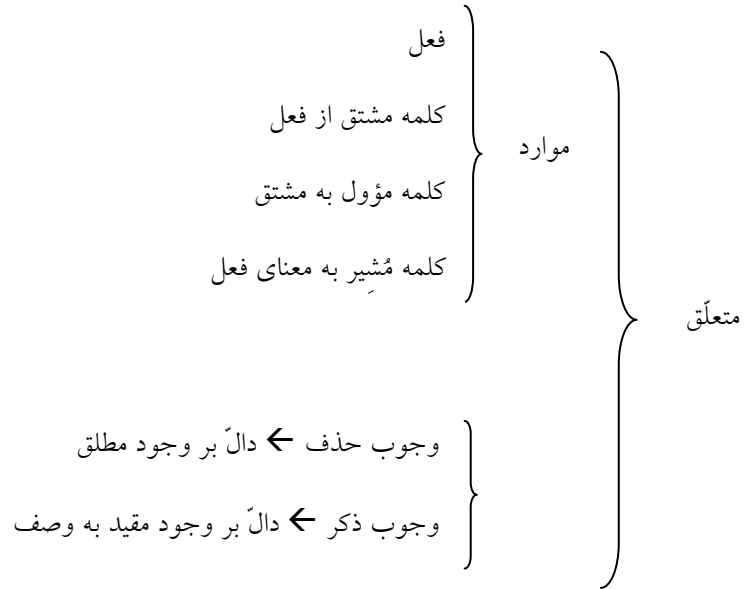 فعل
کلمه مشتق از فعل
موارد
کلمه مؤول به مشتق
کلمه مُشِیر به معنای فعل
متعلّق
وجوب حذف ← دالّ بر وجود مطلق
وجوب ذکر ← دالّ بر وجود مقید به وصف